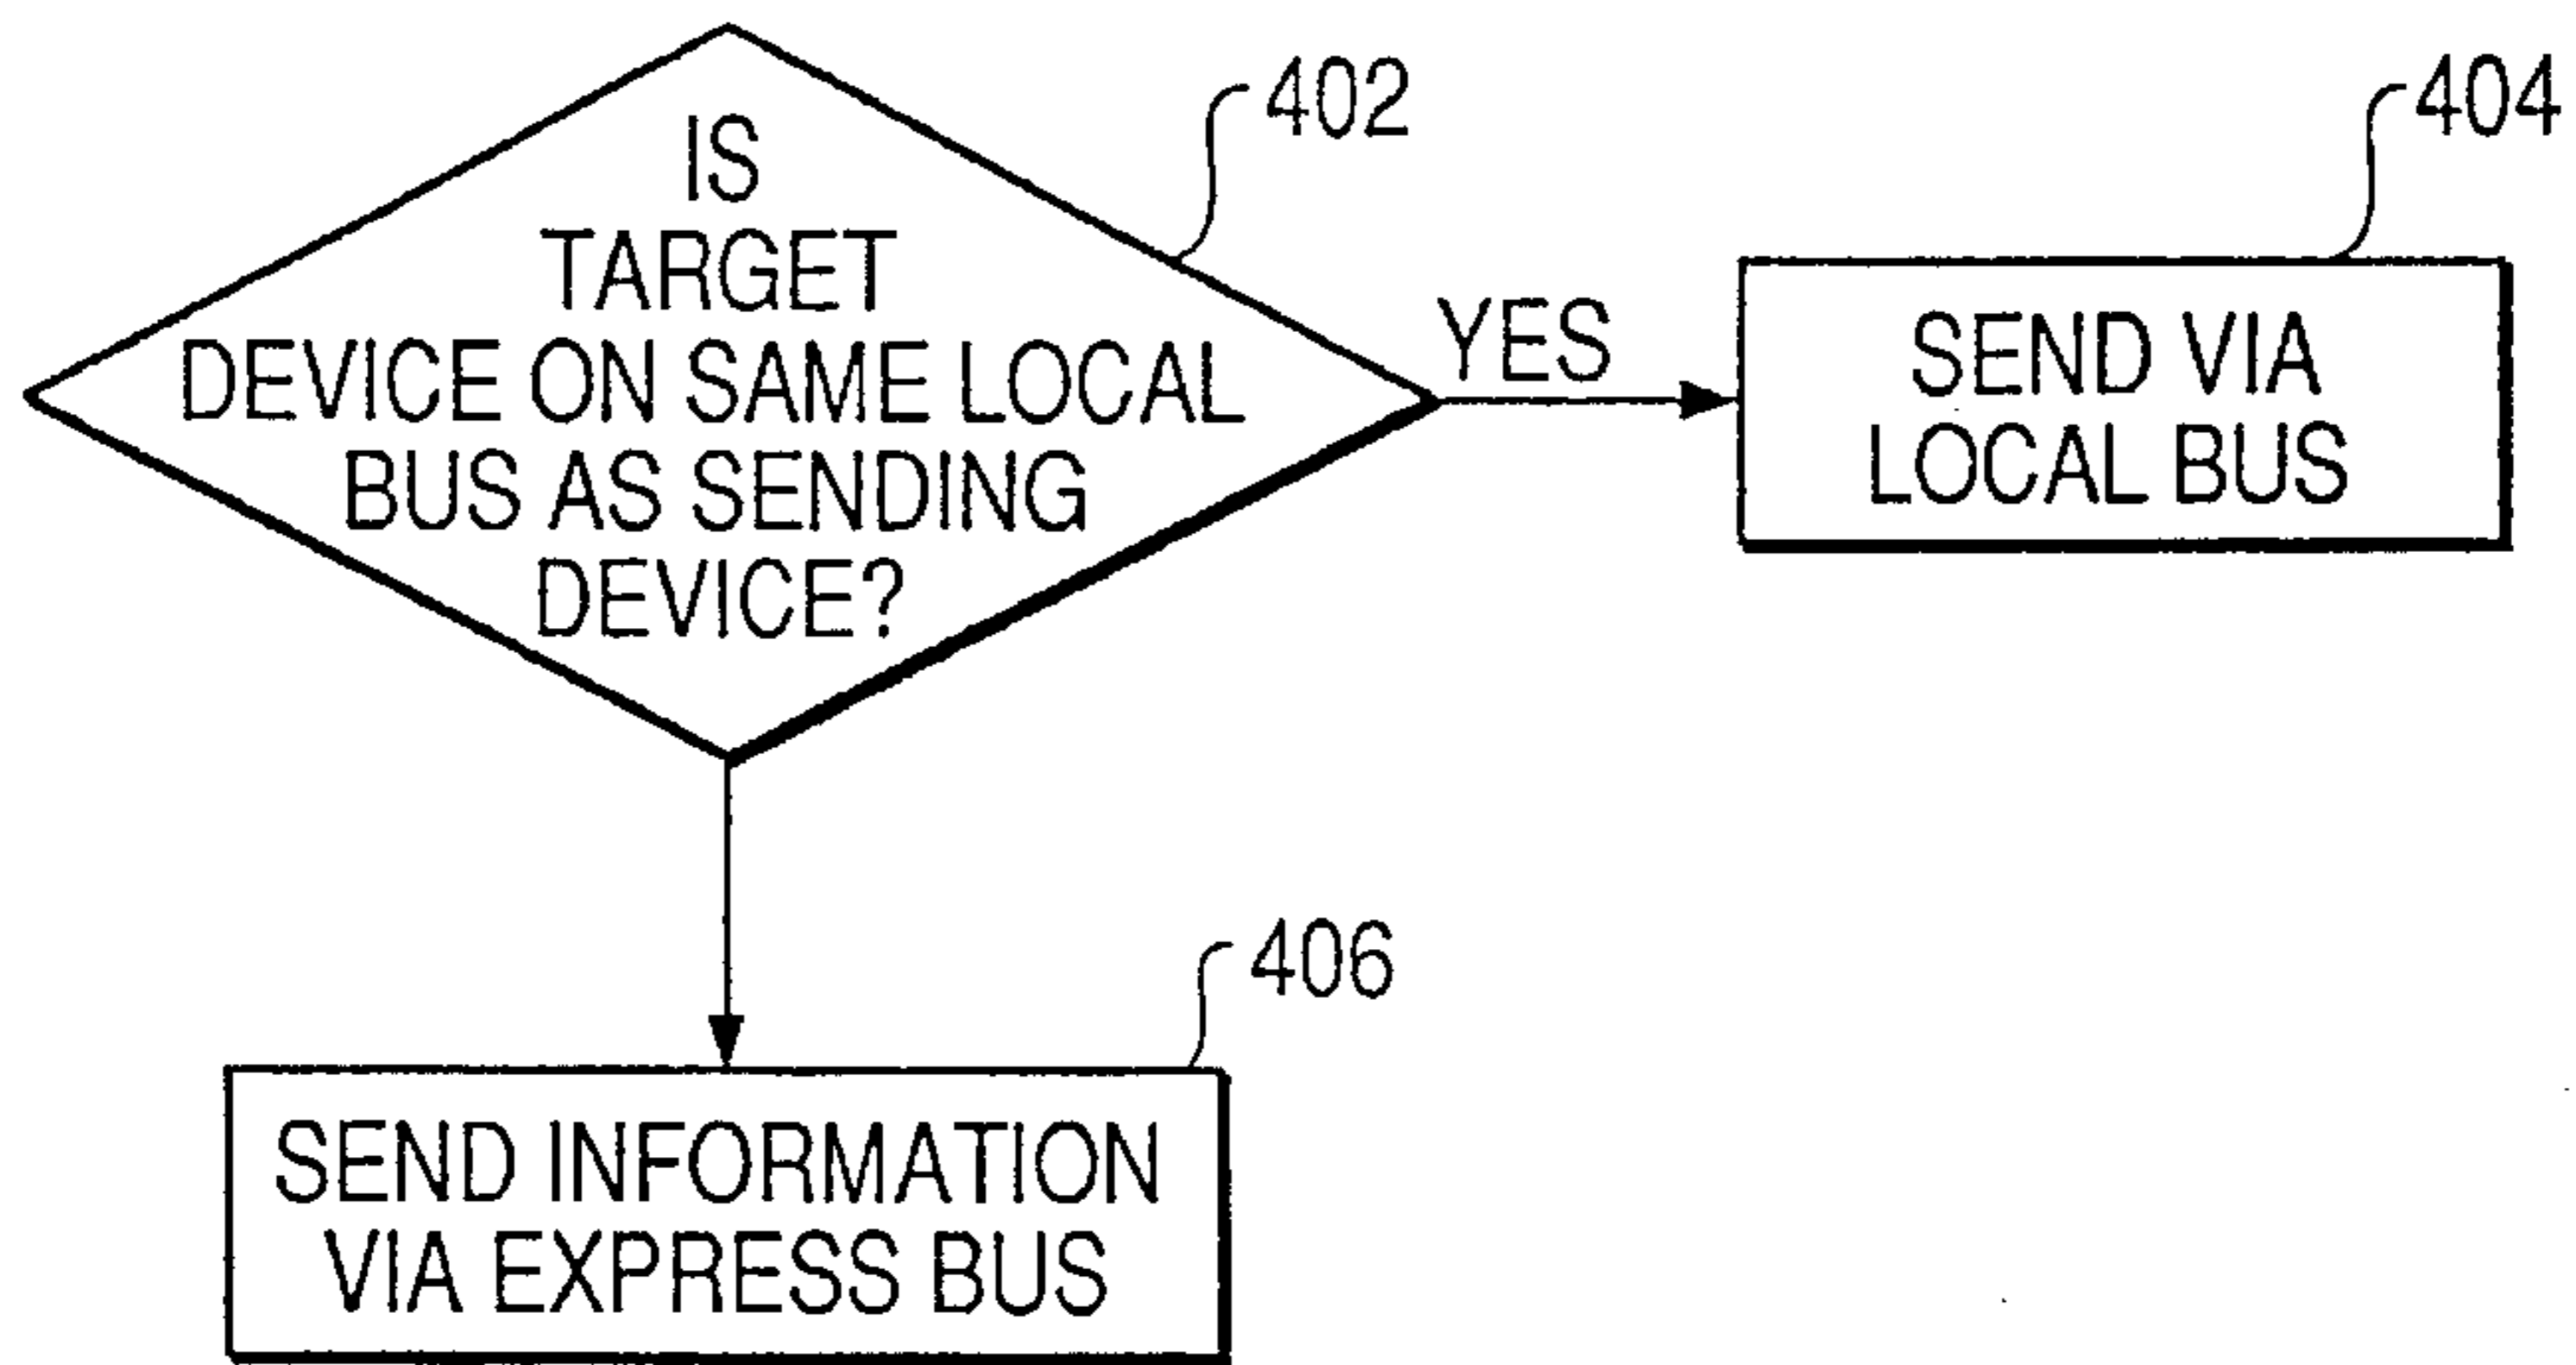 IS
TARGET
DEVICE ON SAME LOCAL
BUS AS SENDING
DEVICE?
402
YES
404
SEND VIA
LOCAL BUS
406
SEND INFORMATION
VIA EXPRESS BUS